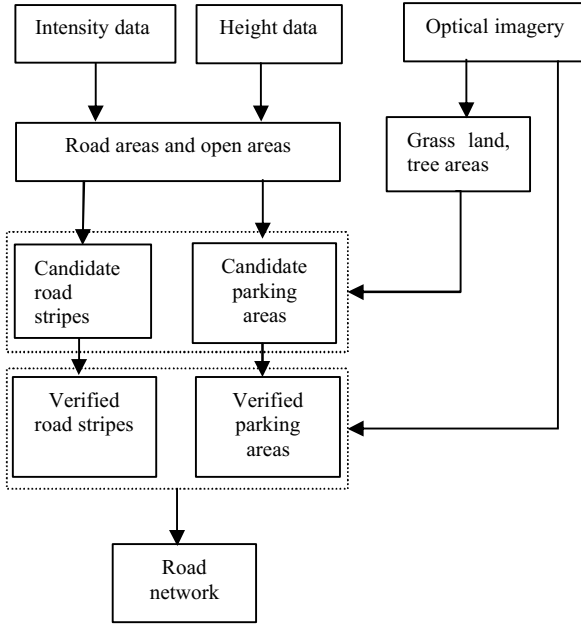 Intensity data
Height data
Optical imagery
Road areas and open areas
Grass land,
tree areas
Candidate
road
stripes
Candidate
parking
areas
Verified
road stripes
Verified
parking
areas
Road
network